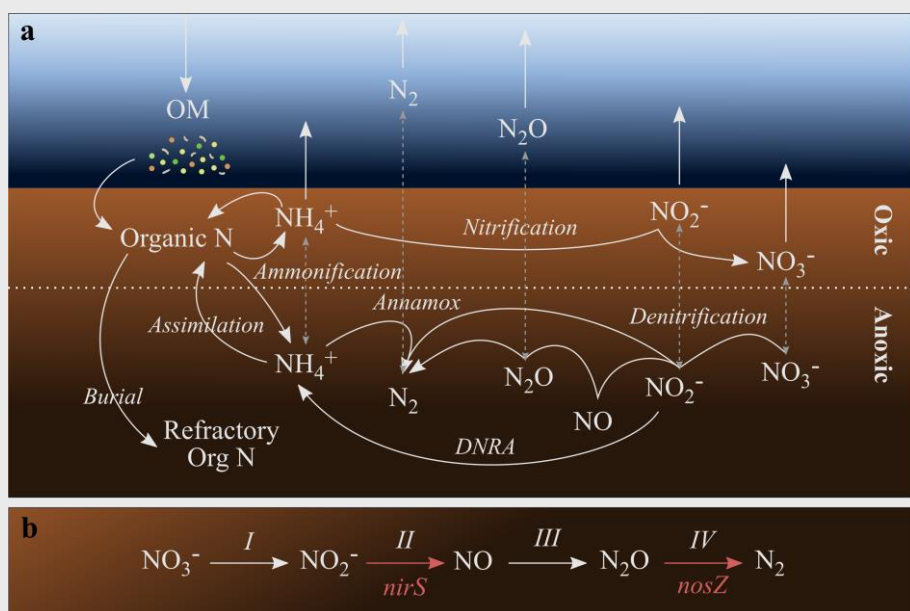 a
OM
N₂
N₂O
NH₄⁺
NO₂⁻
Organic N
Nitrification
NO₃⁻
Oxic
Ammonification
Assimilation
Annamox
Denitrification
Anoxic
NH₄⁺
N₂
N₂O
NO
NO₂⁻
NO₃⁻
Burial
Refractory
Org N
DNRA
b
NO₃⁻ I NO₂⁻ II NO III N₂O IV N₂
nirS nosZ